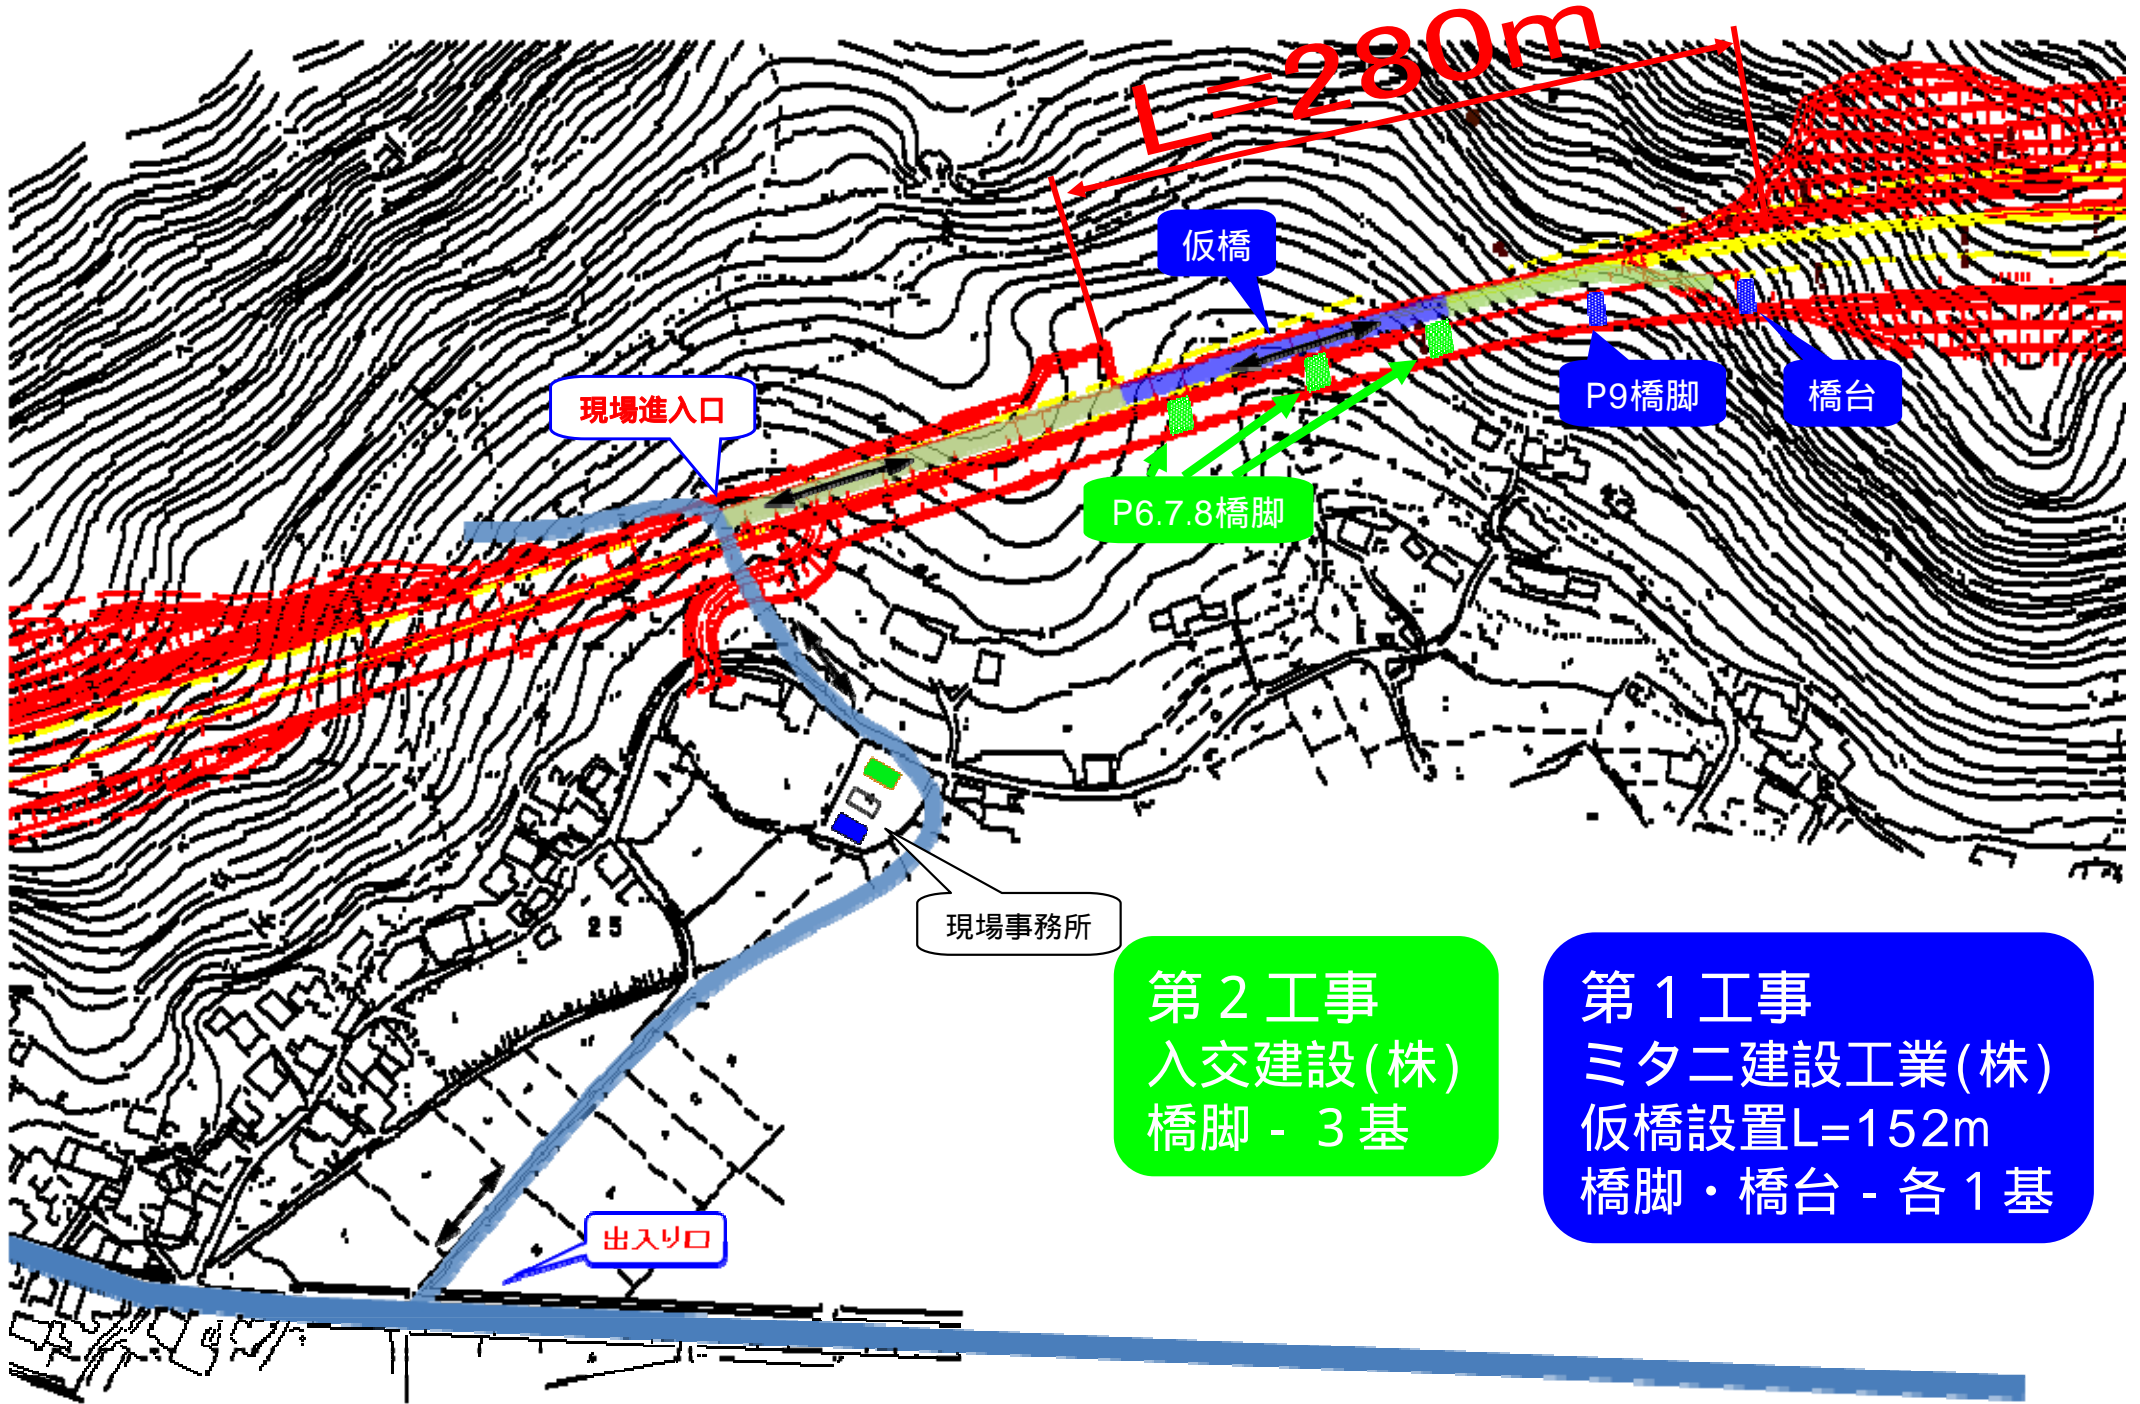 L=280m
仮橋
現場進入口
P9橋脚
橋台
P6.7.8橋脚
25
現場事務所
第2工事
入交建設(株)
橋脚 - 3基
第1工事
ミタニ建設工業(株)
仮橋設置L=152m
橋脚・橋台 - 各1基
出入り口